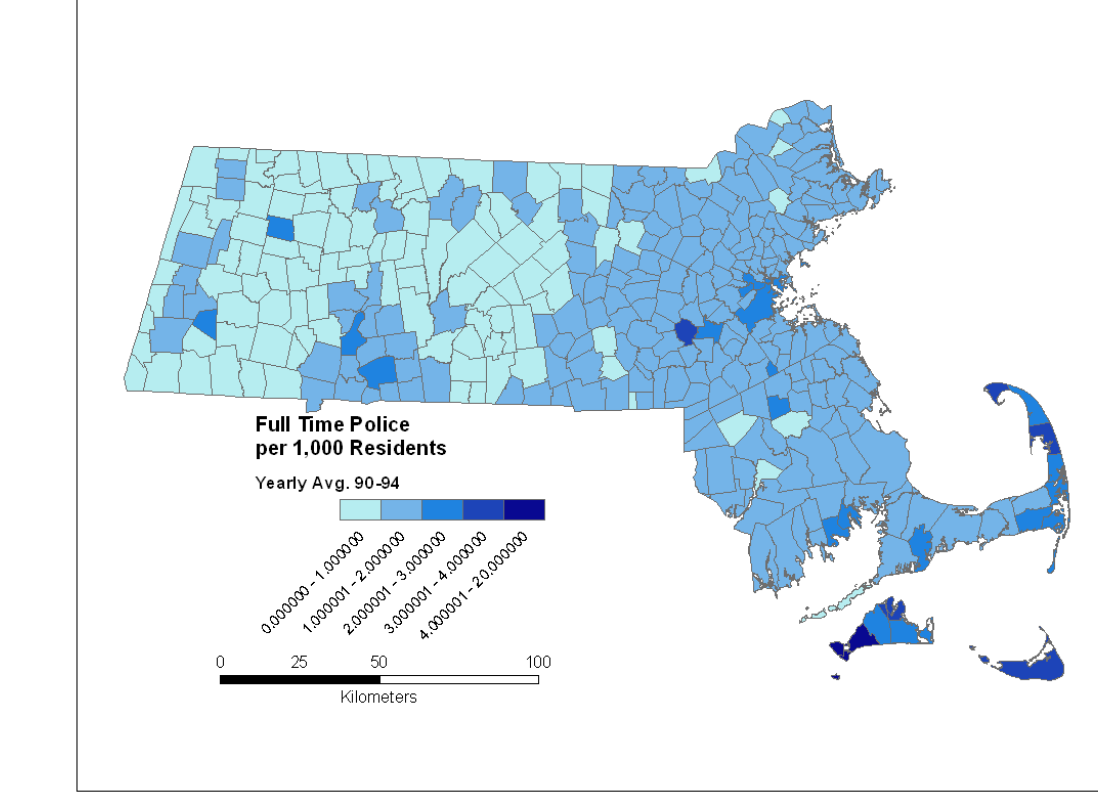 Full Time Police
per 1,000 Residents
Yearly Avg. 90-94
0.000000 - 1.000000
1.000001 - 2.000000
2.000001 - 3.000000
3.000001 - 4.000000
4.000001 - 20.000000
0 25 50 100
Kilometers